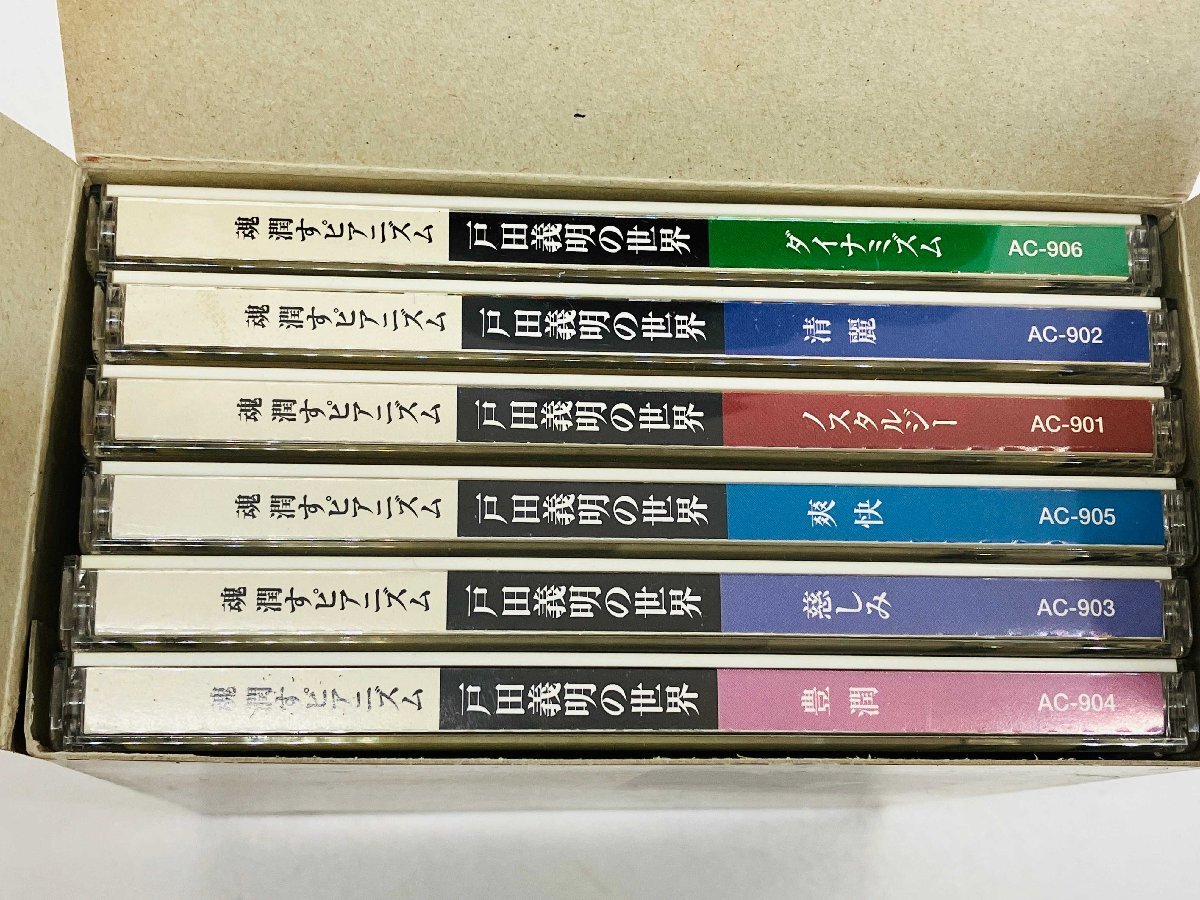 魂潤すピアニズム 戸田義明の世界 ダイナミズム AC-906
魂潤すピアニズム 戸田義明の世界 清麗 AC-902
魂潤すピアニズム 戸田義明の世界 ノスタルジー AC-901
魂潤すピアニズム 戸田義明の世界 爽快 AC-905
魂潤すピアニズム 戸田義明の世界 慈しみ AC-903
魂潤すピアニズム 戸田義明の世界 豊潤 AC-904